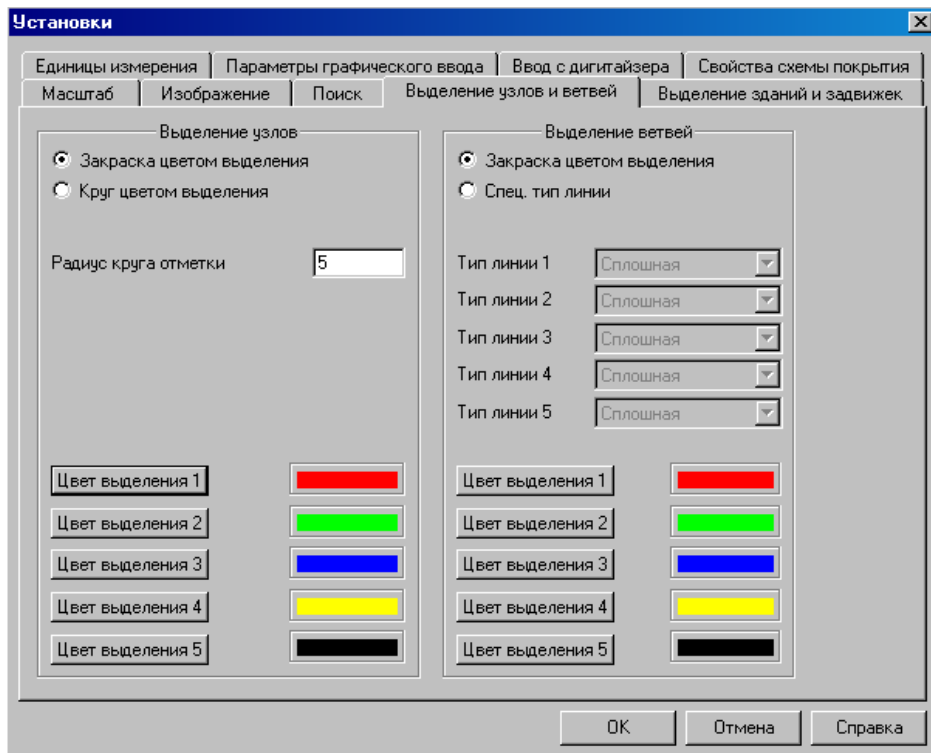 Установки
Единицы измерения
Параметры графического ввода
Ввод с дигитайзера
Свойства схемы покрытия
Масштаб
Изображение
Поиск
Выделение узлов и ветвей
Выделение зданий и задвижек
Выделение узлов
Закраска цветом выделения
Круг цветом выделения
Радиус круга отметки
5
Цвет выделения 1
Цвет выделения 2
Цвет выделения 3
Цвет выделения 4
Цвет выделения 5
Выделение ветвей
Закраска цветом выделения
Спец. тип линии
Тип линии 1
Сплошная
Тип линии 2
Сплошная
Тип линии 3
Сплошная
Тип линии 4
Сплошная
Тип линии 5
Сплошная
Цвет выделения 1
Цвет выделения 2
Цвет выделения 3
Цвет выделения 4
Цвет выделения 5
OK
Отмена
Справка